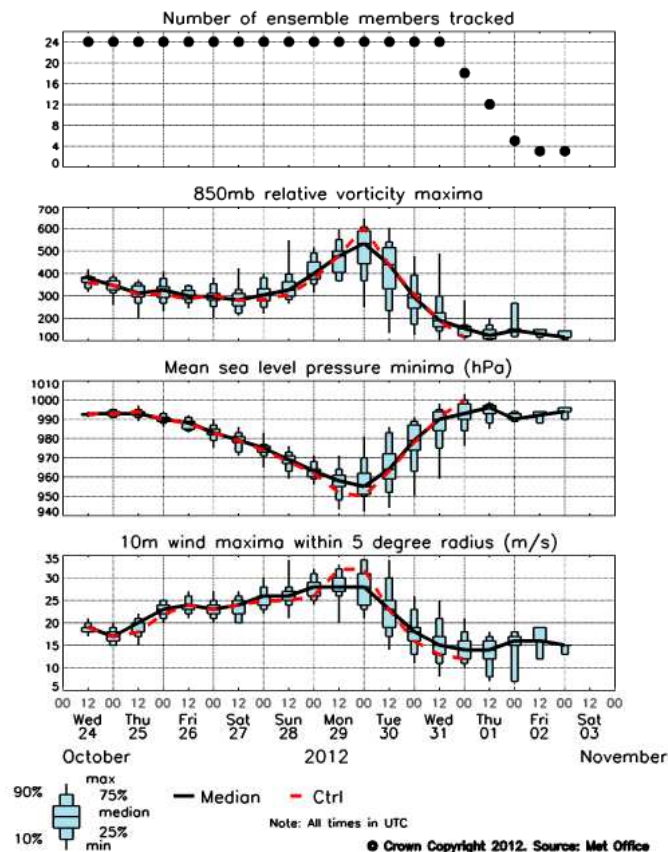 Number of ensemble members tracked
24
20
16
12
8
4
0
850mb relative vorticity maxima
700
600
500
400
300
200
100
Mean sea level pressure minima (hPa)
1010
1000
990
980
970
960
950
940
10m wind maxima within 5 degree radius (m/s)
35
30
25
20
15
10
5
00 12 00 12 00 12 00 12 00 12 00 12 00 12 00 12 00 12 00 12 00 12 00
Wed Thu Fri Sat Sun Mon Tue Wed Thu Fri Sat
24 25 26 27 28 29 30 31 01 02 03
October 2012 November
90% max
75%
median
10% 25%
min
Median Ctrl
Note: All times in UTC
© Crown Copyright 2012. Source: Met Office